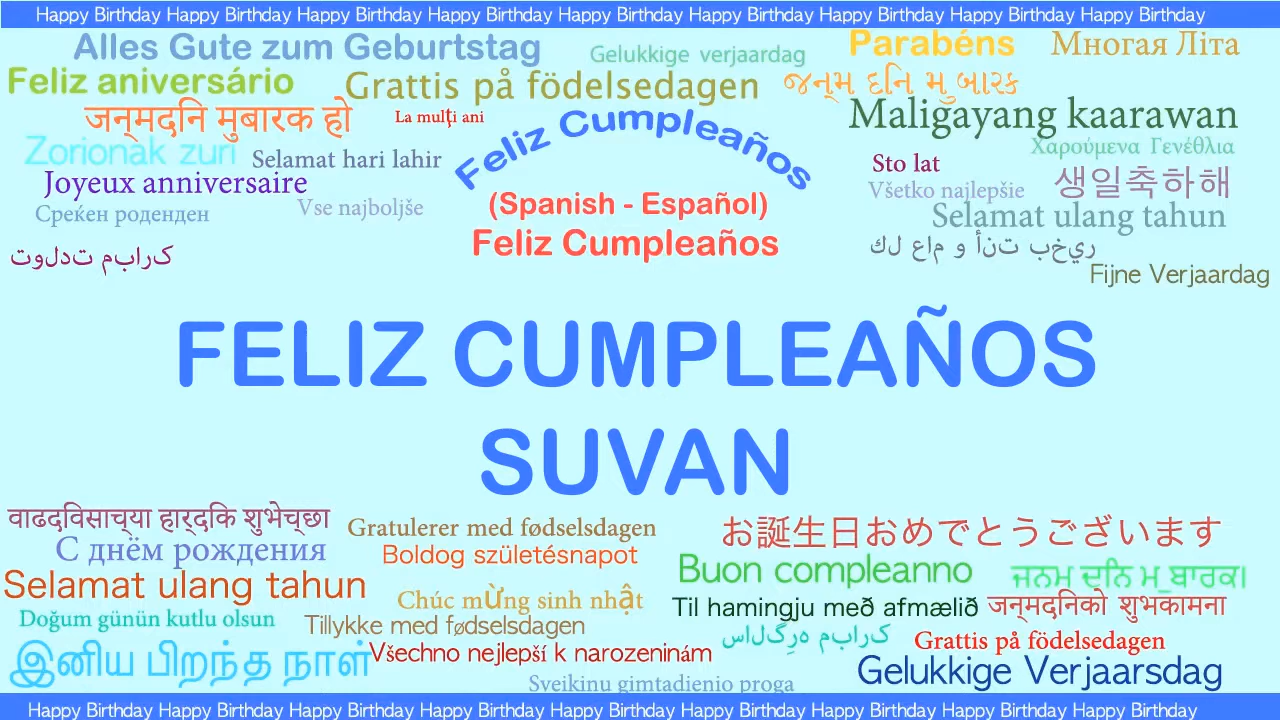 Happy Birthday Happy Birthday Happy Birthday Happy Birthday Happy Birthday Happy Birthday Happy Birthday Happy Birthday Happy Birthday
Alles Gute zum Geburtstag
Gelukkige verjaardag
Parabéns
Многая Літа
Feliz aniversário
Grattis på födelsedagen
જન્મ દિન મુબારક
जन्मदिन मुबारक हो
La mulţi ani
Feliz Cumpleaños
Maligayang kaarawan
Zorionak zuri
Selamat hari lahir
Sto lat
Χαρούμενα Γενέθλια
Joyeux anniversaire
(Spanish - Español)
Všetko najlepšie
생일축하해
Среќен роденден
Vse najboljše
Selamat ulang tahun
تولدت مبارک
Feliz Cumpleaños
كل عام و أنت بخير
Fijne Verjaardag
FELIZ CUMPLEAÑOS
SUVAN
वाढदिवसाच्या हार्दिक शुभेच्छा
Gratulerer med fødselsdagen
お誕生日おめでとうございます
С днём рождения
Boldog születésnapot
Buon compleanno
ਜਨਮ ਦਿਨ ਮੁਬਾਰਕ।
Selamat ulang tahun
Chúc mừng sinh nhật
Til hamingju með afmælið
जन्मदिनको शुभकामना
Doğum günün kutlu olsun
Tillykke med fødselsdagen
سالگرہ مبارک
Grattis på födelsedagen
இனிய பிறந்த நாள்
Všechno nejlepší k narozeninám
Gelukkige Verjaarsdag
Sveikinu gimtadienio proga
Happy Birthday Happy Birthday Happy Birthday Happy Birthday Happy Birthday Happy Birthday Happy Birthday Happy Birthday Happy Birthday